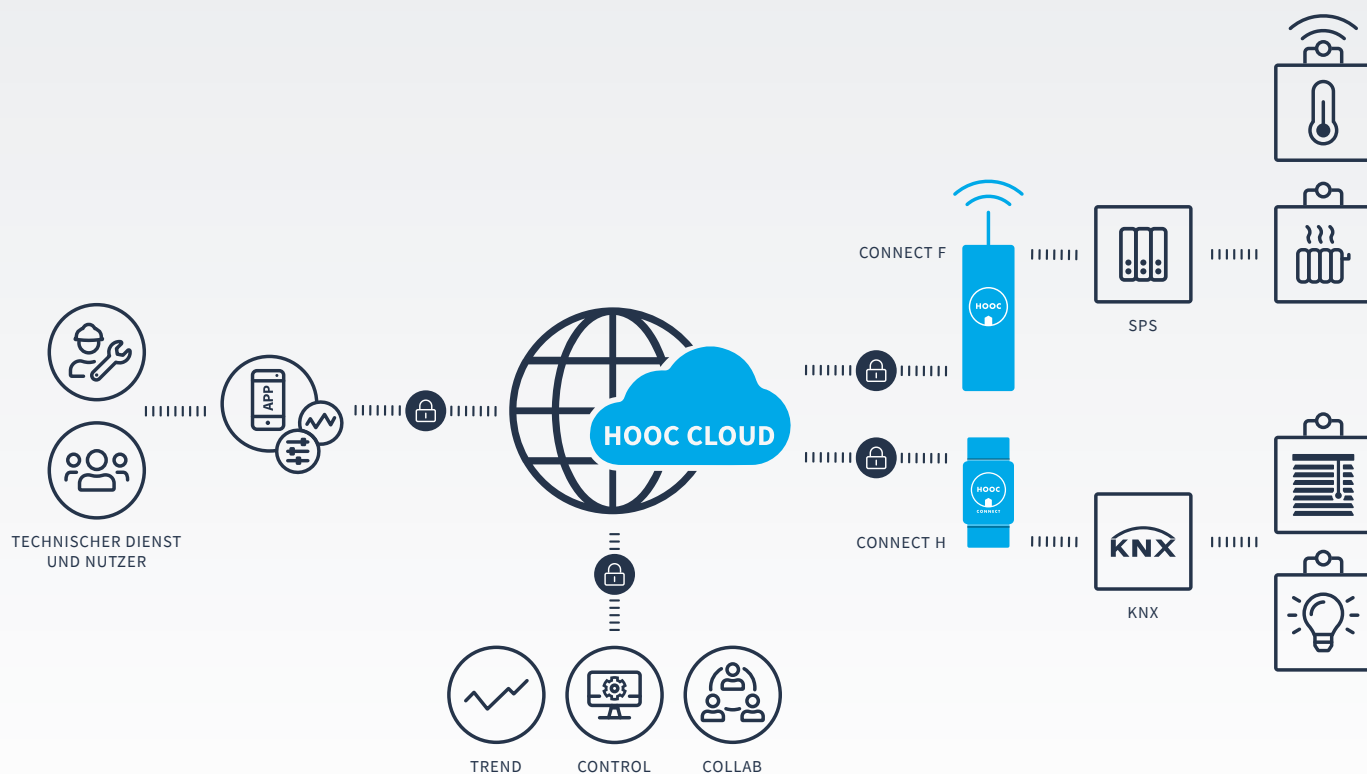 CONNECT F
HOOC
SPS
APP
HOOC CLOUD
HOOC
CONNECT
TECHNISCHER DIENST
UND NUTZER
CONNECT H
KNX
KNX
TREND
CONTROL
COLLAB